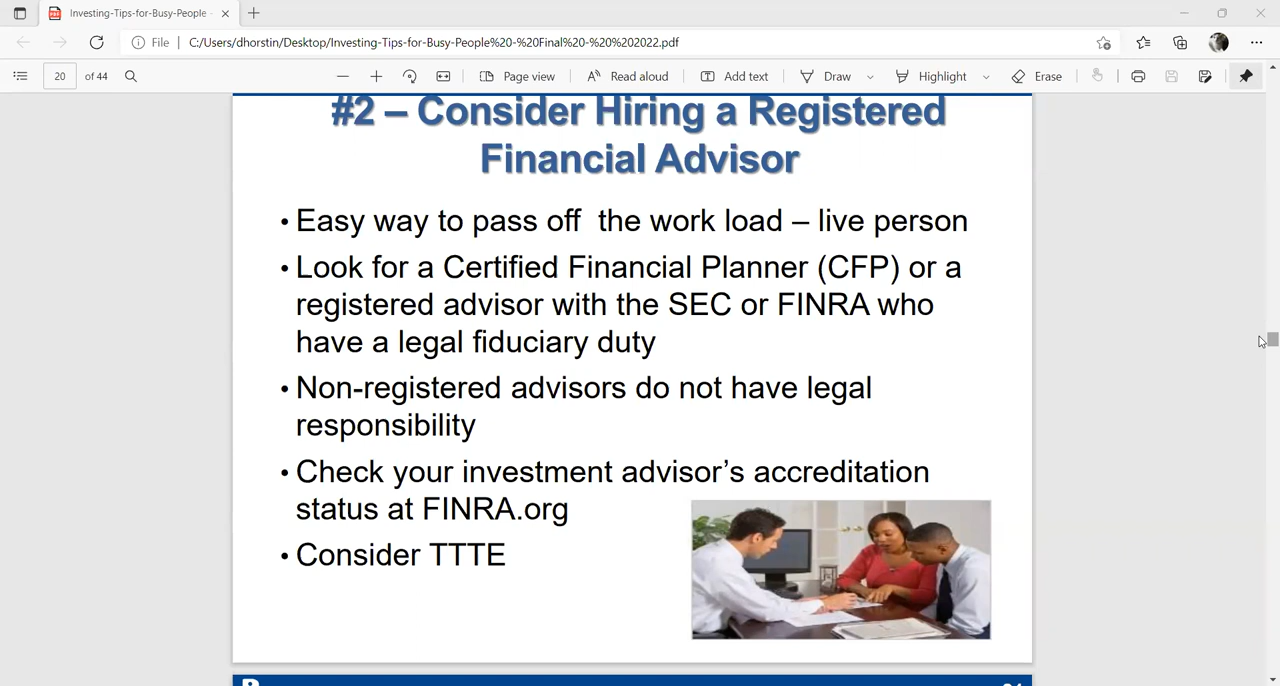 Investing-Tips-for-Busy-People -
File
C:/Users/dhorstin/Desktop/Investing-Tips-for-Busy-People%20-%20Final%20-%20%202022.pdf
20 of 44
Page view
Read aloud
Add text
Draw
Highlight
Erase
#2 – Consider Hiring a Registered
Financial Advisor
• Easy way to pass off  the work load – live person
• Look for a Certified Financial Planner (CFP) or a
registered advisor with the SEC or FINRA who
have a legal fiduciary duty
• Non-registered advisors do not have legal
responsibility
• Check your investment advisor’s accreditation
status at FINRA.org
• Consider TTTE